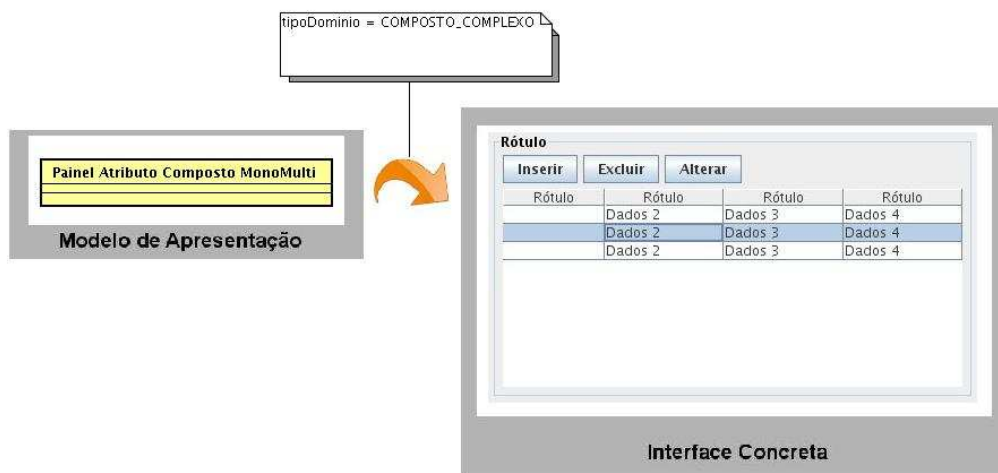 tipoDominio = COMPOSTO_COMPLEXO
Painel Atributo Composto MonoMulti
Modelo de Apresentação
Rótulo
Inserir Excluir Alterar
Rótulo Rótulo Rótulo Rótulo
Dados 2 Dados 3 Dados 4
Dados 2 Dados 3 Dados 4
Dados 2 Dados 3 Dados 4
Interface Concreta